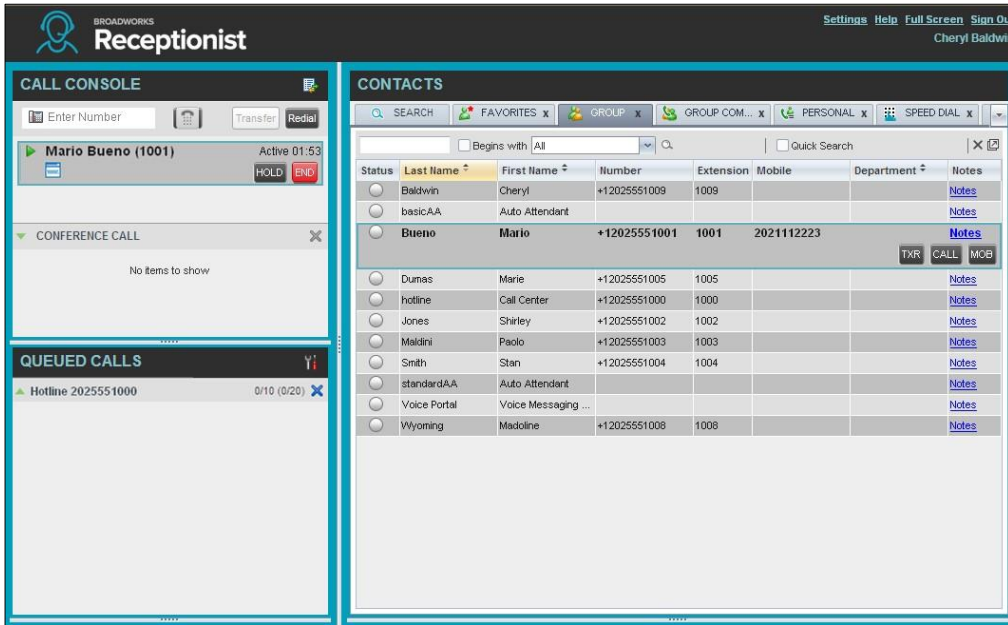 BROADWORKS
Receptionist
Settings Help Full Screen Sign Ou
Cheryl Baldwi
CALL CONSOLE
Enter Number Transfer Redial
Mario Bueno (1001) Active 01:53
HOLD END
CONFERENCE CALL
No items to show
QUEUED CALLS
Hotline 2025551000 0/10 (0/20)
CONTACTS
SEARCH FAVORITES x GROUP x GROUP COM... x PERSONAL x SPEED DIAL x
Begins with All Quick Search
Status Last Name First Name Number Extension Mobile Department Notes
Baldwin Cheryl +12025551009 1009 Notes
basicAA Auto Attendant Notes
Bueno Mario +12025551001 1001 2021112223 Notes
TXR CALL MOB
Dumas Marie +12025551005 1005 Notes
hotline Call Center +12025551000 1000 Notes
Jones Shirley +12025551002 1002 Notes
Maldini Paolo +12025551003 1003 Notes
Smith Stan +12025551004 1004 Notes
standardAA Auto Attendant Notes
Voice Portal Voice Messaging ... Notes
Wyoming Madoline +12025551008 1008 Notes